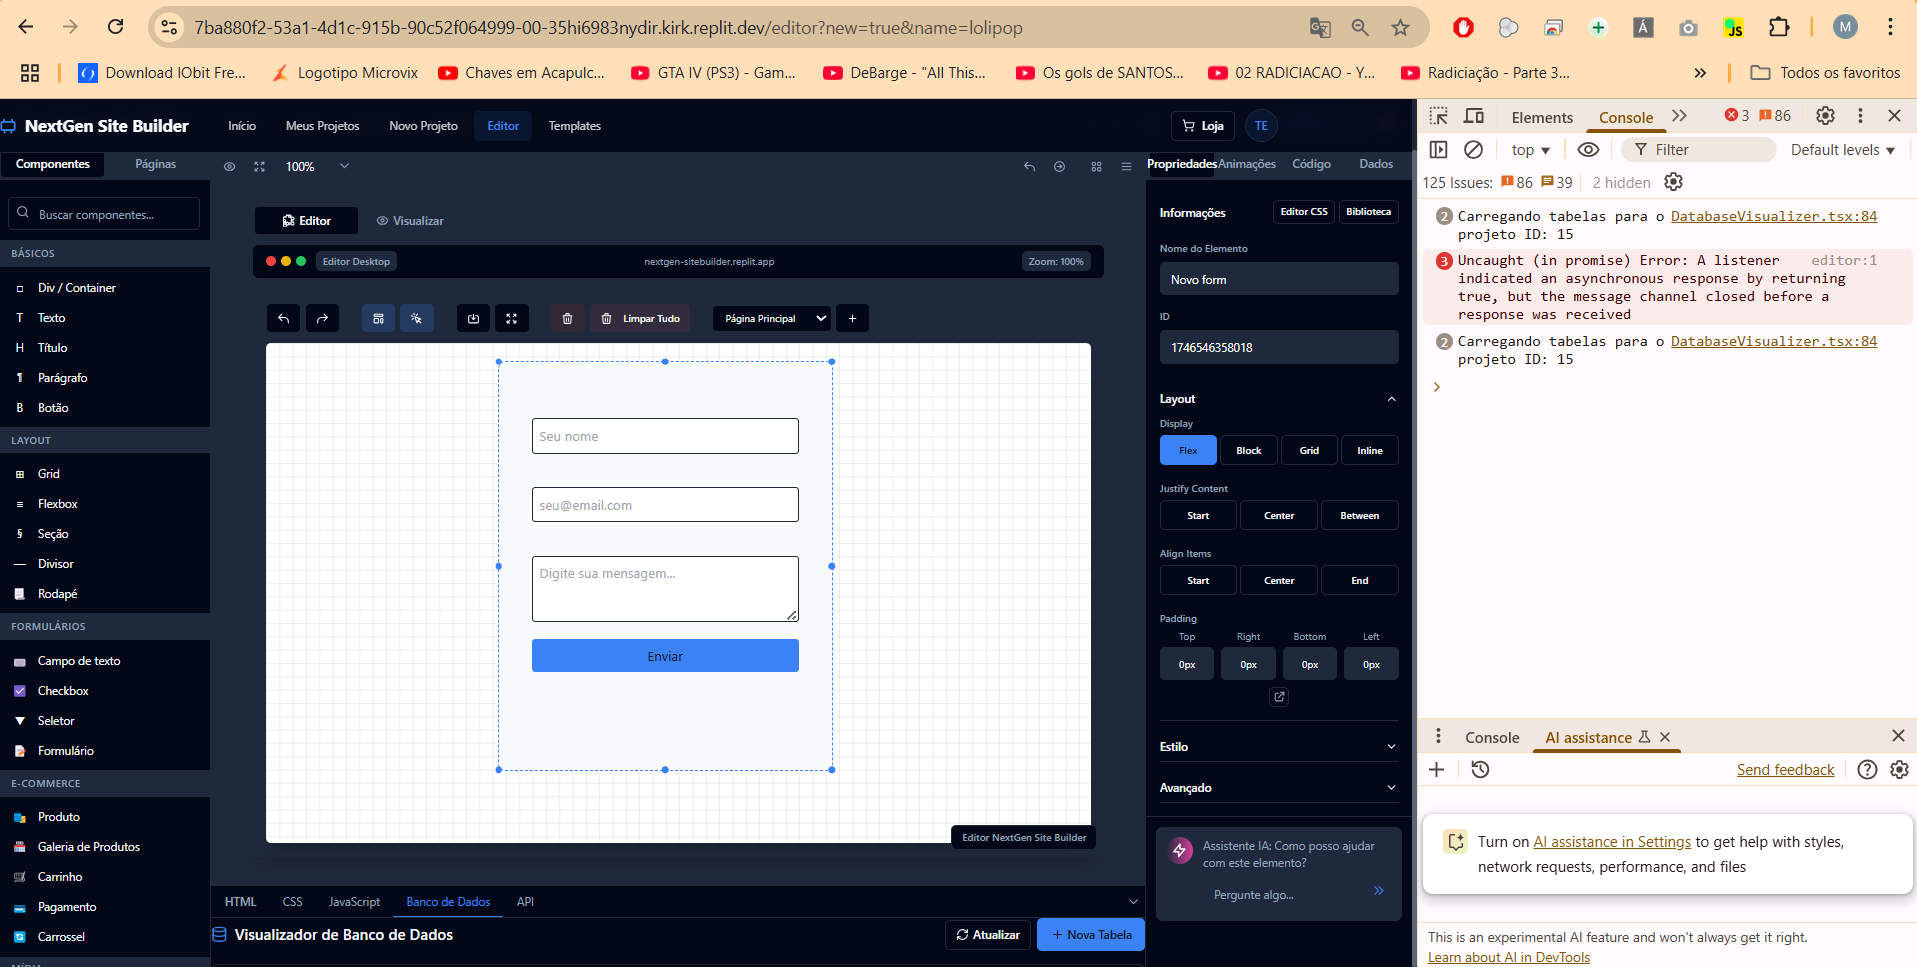 7ba880f2-53a1-4d1c-915b-90c52f064999-00-35hi6983nydir.kirk.replit.dev/editor?new=true&name=lolipop
M
Download IObit Fre...
Logotipo Microvix
Chaves em Acapulc...
GTA IV (PS3) - Gam...
DeBarge - "All This...
Os gols de SANTOS...
02 RADICIACAO - Y...
Radiciação - Parte 3...
Todos os favoritos
NextGen Site Builder
Início
Meus Projetos
Novo Projeto
Editor
Templates
Loja
TE
Componentes
Páginas
100%
Buscar componentes...
BÁSICOS
Div / Container
T Texto
H Título
¶ Parágrafo
B Botão
LAYOUT
Grid
Flexbox
§ Seção
Divisor
Rodapé
FORMULÁRIOS
Campo de texto
Checkbox
Seletor
Formulário
E-COMMERCE
Produto
Galeria de Produtos
Carrinho
Pagamento
Carrossel
MÍDIA
Editor
Visualizar
Editor Desktop
nextgen-sitebuilder.replit.app
Zoom: 100%
Limpar Tudo
Página Principal
+
Seu nome
seu@email.com
Digite sua mensagem...
Enviar
Editor NextGen Site Builder
HTML
CSS
JavaScript
Banco de Dados
API
Visualizador de Banco de Dados
Atualizar
+ Nova Tabela
Propriedades
Animações
Código
Dados
Informações
Editor CSS
Biblioteca
Nome do Elemento
Novo form
ID
1746546358018
Layout
Display
Flex
Block
Grid
Inline
Justify Content
Start
Center
Between
Align Items
Start
Center
End
Padding
Top
Right
Bottom
Left
0px
0px
0px
0px
Estilo
Avançado
Assistente IA: Como posso ajudar
com este elemento?
Pergunte algo...
Elements
Console
3
86
top
Filter
Default levels
125 Issues:
86
39
2 hidden
2 Carregando tabelas para o DatabaseVisualizer.tsx:84
projeto ID: 15
3 Uncaught (in promise) Error: A listener editor:1
indicated an asynchronous response by returning
true, but the message channel closed before a
response was received
2 Carregando tabelas para o DatabaseVisualizer.tsx:84
projeto ID: 15
Console
AI assistance
Send feedback
Turn on AI assistance in Settings to get help with styles,
network requests, performance, and files
This is an experimental AI feature and won't always get it right.
Learn about AI in DevTools